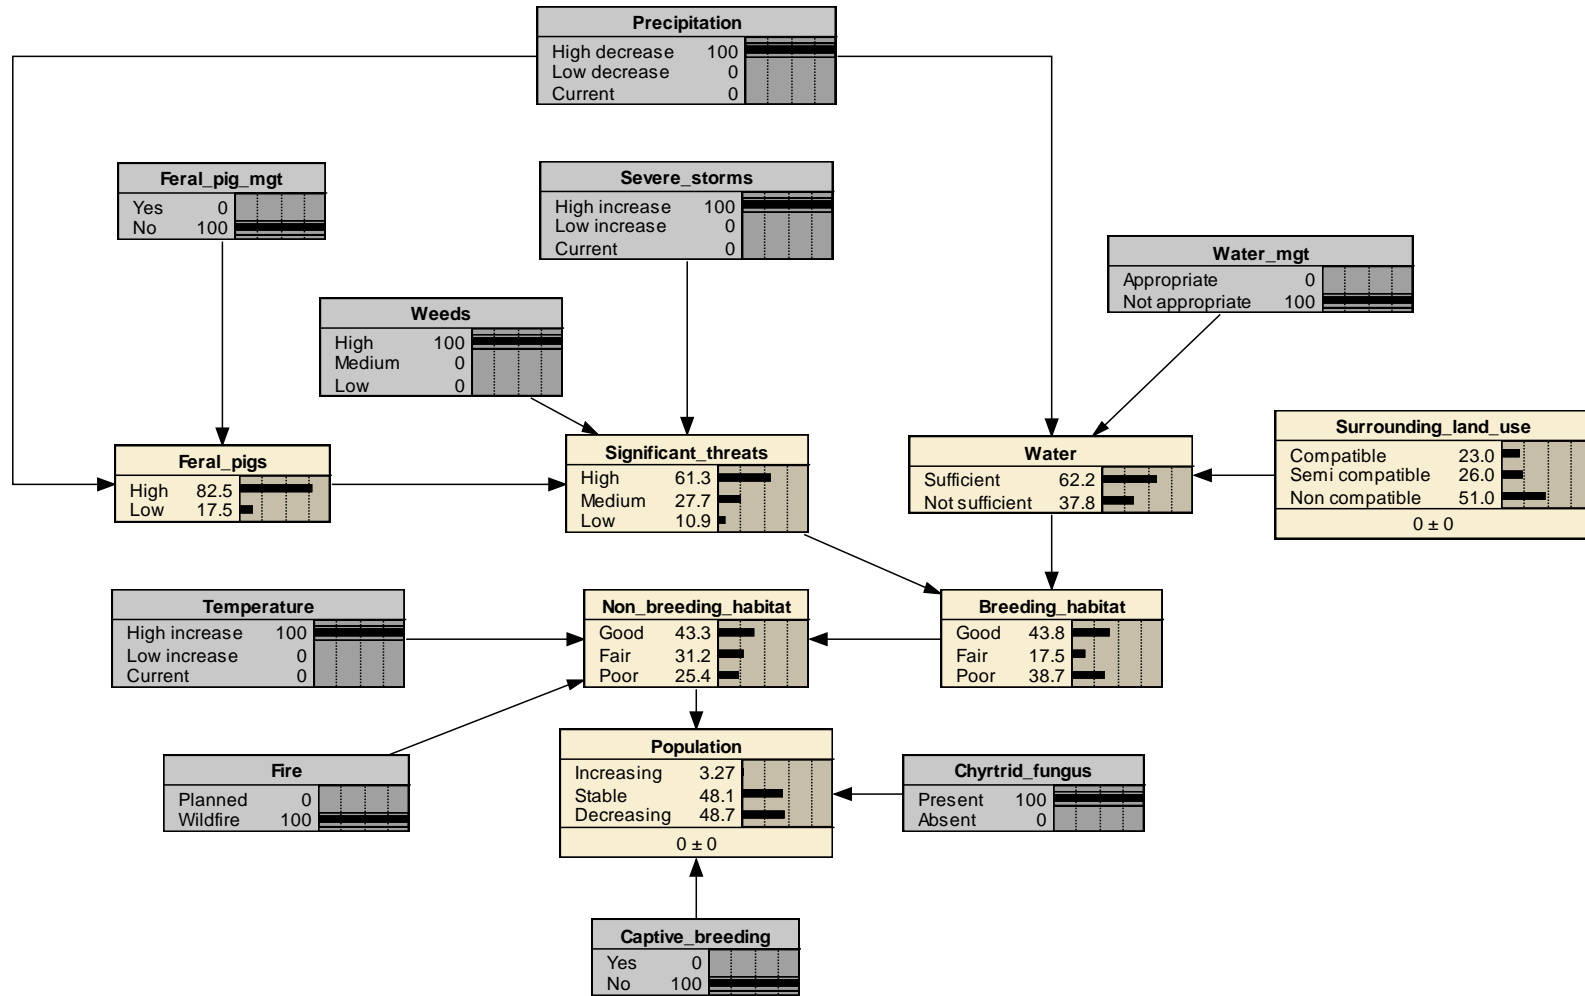 Precipitation
High decrease 100
Low decrease 0
Current 0
Feral_pig_mgt
Yes 0
No 100
Severe_storms
High increase 100
Low increase 0
Current 0
Water_mgt
Appropriate 0
Not appropriate 100
Weeds
High 100
Medium 0
Low 0
Feral_pigs
High 82.5
Low 17.5
Significant_threats
High 61.3
Medium 27.7
Low 10.9
Water
Sufficient 62.2
Not sufficient 37.8
Surrounding_land_use
Compatible 23.0
Semi compatible 26.0
Non compatible 51.0
0 ± 0
Temperature
High increase 100
Low increase 0
Current 0
Non_breeding_habitat
Good 43.3
Fair 31.2
Poor 25.4
Breeding_habitat
Good 43.8
Fair 17.5
Poor 38.7
Fire
Planned 0
Wildfire 100
Population
Increasing 3.27
Stable 48.1
Decreasing 48.7
0 ± 0
Chyrtrid_fungus
Present 100
Absent 0
Captive_breeding
Yes 0
No 100